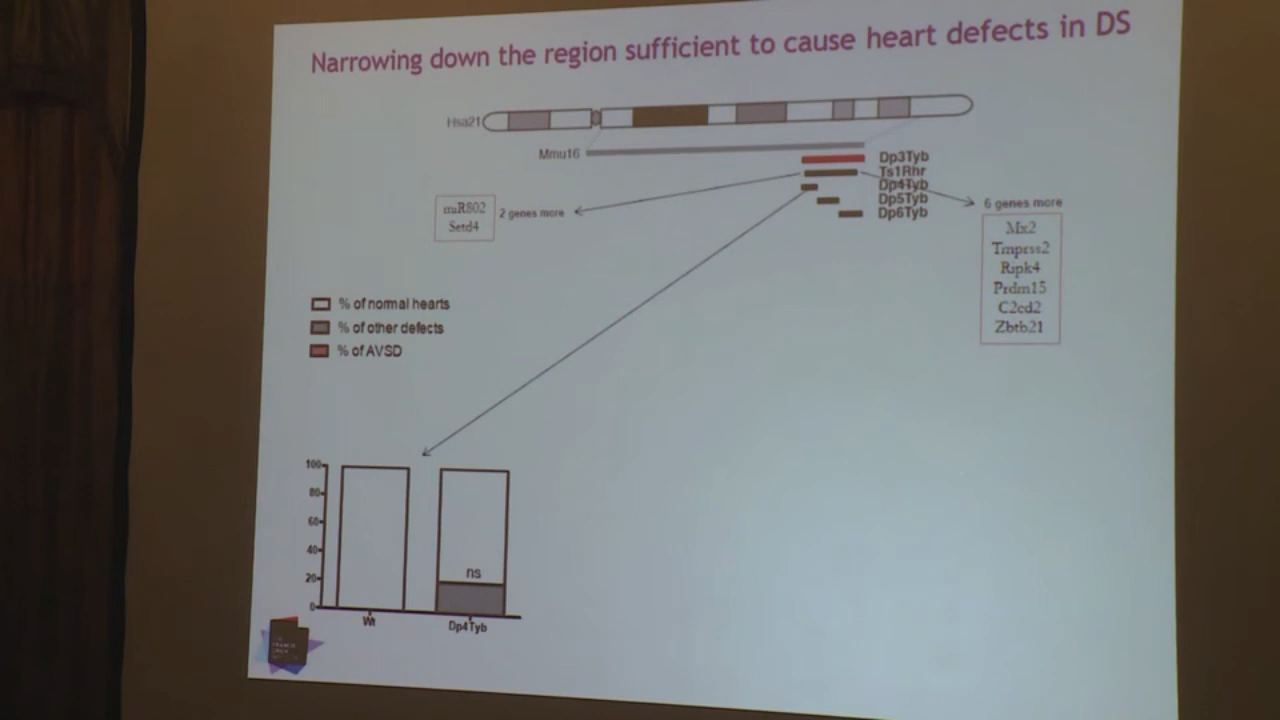 Narrowing down the region sufficient to cause heart defects in DS
Hsa21
Mmu16
Dp3Tyb
Ts1Rhr
Dp4Tyb
Dp5Tyb
Dp6Tyb
miR802
Setd4
2 genes more
6 genes more
Mx2
Tmprss2
Ripk4
Prdm15
C2cd2
Zbtb21
% of normal hearts
% of other defects
% of AVSD
100
80
60
40
20
0
ns
Wt
Dp4Tyb